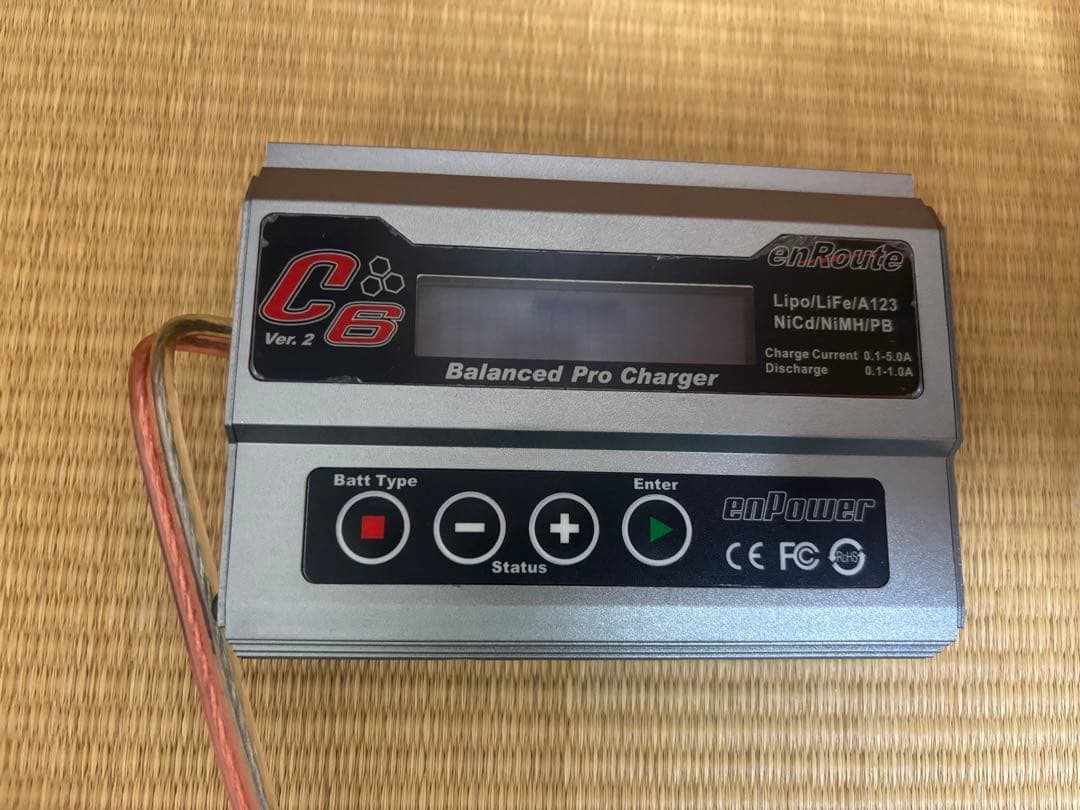 C6
Ver. 2
enRoute
Lipo/LiFe/A123
NiCd/NiMH/PB
Charge Current 0.1-5.0A
Discharge 0.1-1.0A
Balanced Pro Charger
Batt Type
Enter
Status
enPower
CE FC RoHS